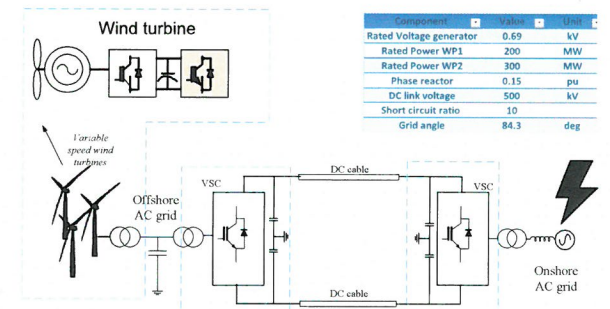 Wind turbine
Component Value Unit
Rated Voltage generator 0.69 kV
Rated Power WP1 200 MW
Rated Power WP2 300 MW
Phase reactor 0.15 pu
DC link voltage 500 kV
Short circuit ratio 10
Grid angle 84.3 deg
Variable
speed wind
turbines
Offshore
AC grid
VSC
DC cable
VSC
DC cable
Onshore
AC grid